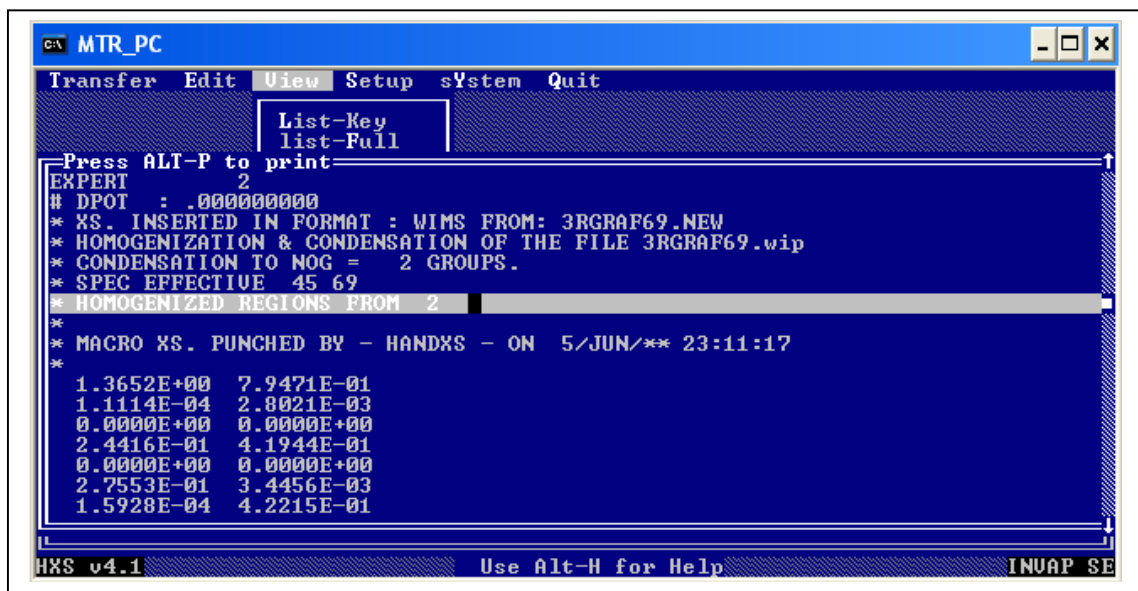 MTR_PC
Transfer Edit View Setup sYstem Quit
List-Key
list-Full
Press ALT-P to print
EXPERT 2
# DPOT : .000000000
* XS. INSERTED IN FORMAT : WIMS FROM: 3RGRAF69.NEW
* HOMOGENIZATION & CONDENSATION OF THE FILE 3RGRAF69.wip
* CONDENSATION TO NOG = 2 GROUPS.
* SPEC EFFECTIVE 45 69
* HOMOGENIZED REGIONS FROM 2
*
* MACRO XS. PUNCHED BY - HANDXS - ON 5/JUN/** 23:11:17
*
1.3652E+00 7.9471E-01
1.1114E-04 2.8021E-03
0.0000E+00 0.0000E+00
2.4416E-01 4.1944E-01
0.0000E+00 0.0000E+00
2.7553E-01 3.4456E-03
1.5928E-04 4.2215E-01
HXS v4.1 Use Alt-H for Help INVAP SE